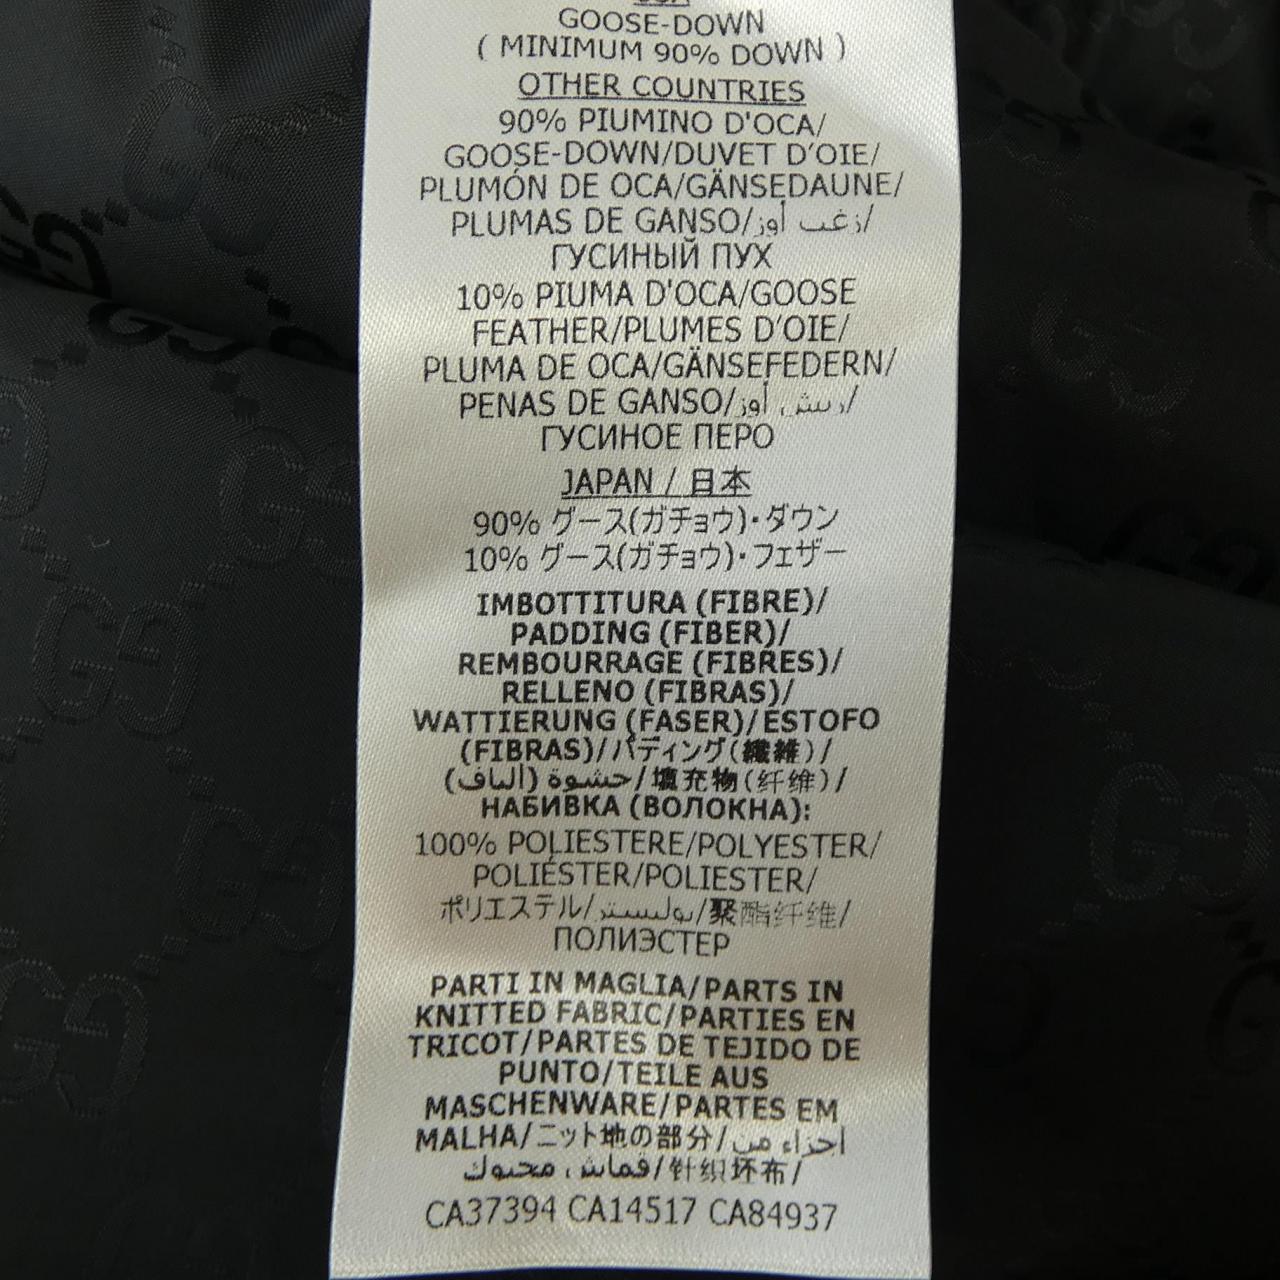 USA
GOOSE-DOWN
( MINIMUM 90% DOWN )
OTHER COUNTRIES
90% PIUMINO D'OCA/
GOOSE-DOWN/DUVET D'OIE/
PLUMÓN DE OCA/GÄNSEDAUNE/
PLUMAS DE GANSO/زغب أوز/
ГУСИНЫЙ ПУХ
10% PIUMA D'OCA/GOOSE
FEATHER/PLUMES D'OIE/
PLUMA DE OCA/GÄNSEFEDERN/
PENAS DE GANSO/ريش أوز/
ГУСИНОЕ ПЕРО
JAPAN / 日本
90% グース(ガチョウ)・ダウン
10% グース(ガチョウ)・フェザー
IMBOTTITURA (FIBRE)/
PADDING (FIBER)/
REMBOURRAGE (FIBRES)/
RELLENO (FIBRAS)/
WATTIERUNG (FASER)/ESTOFO
(FIBRAS)/パディング(繊維)/
حشوة (ألياف)/填充物(纤维)/
НАБИВКА (ВОЛОКНА):
100% POLIESTERE/POLYESTER/
POLIÉSTER/POLIESTER/
ポリエステル/بوليستر/聚酯纤维/
ПОЛИЭСТЕР
PARTI IN MAGLIA/PARTS IN
KNITTED FABRIC/PARTIES EN
TRICOT/PARTES DE TEJIDO DE
PUNTO/TEILE AUS
MASCHENWARE/PARTES EM
MALHA/ニット地の部分/أجزاء من
قماش محبوك/针织坯布/
CA37394 CA14517 CA84937